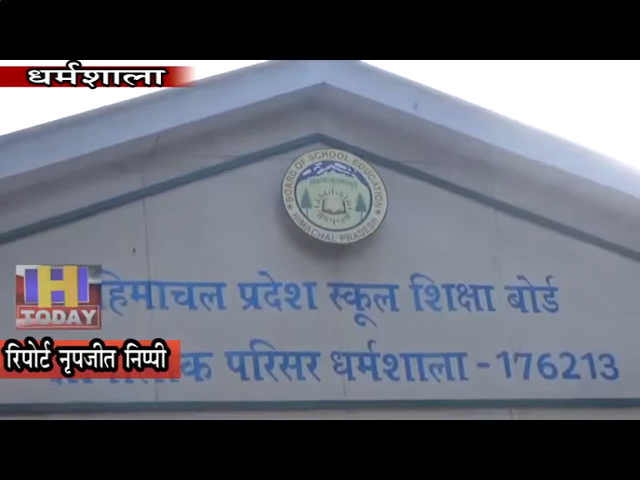 धर्मशाला
BOARD OF SCHOOL EDUCATION
HIMACHAL PRADESH
हिमाचल प्रदेश स्कूल शिक्षा बोर्ड
H
TODAY
रिपोर्ट नृपजीत निप्पी
परिसर धर्मशाला - 176213